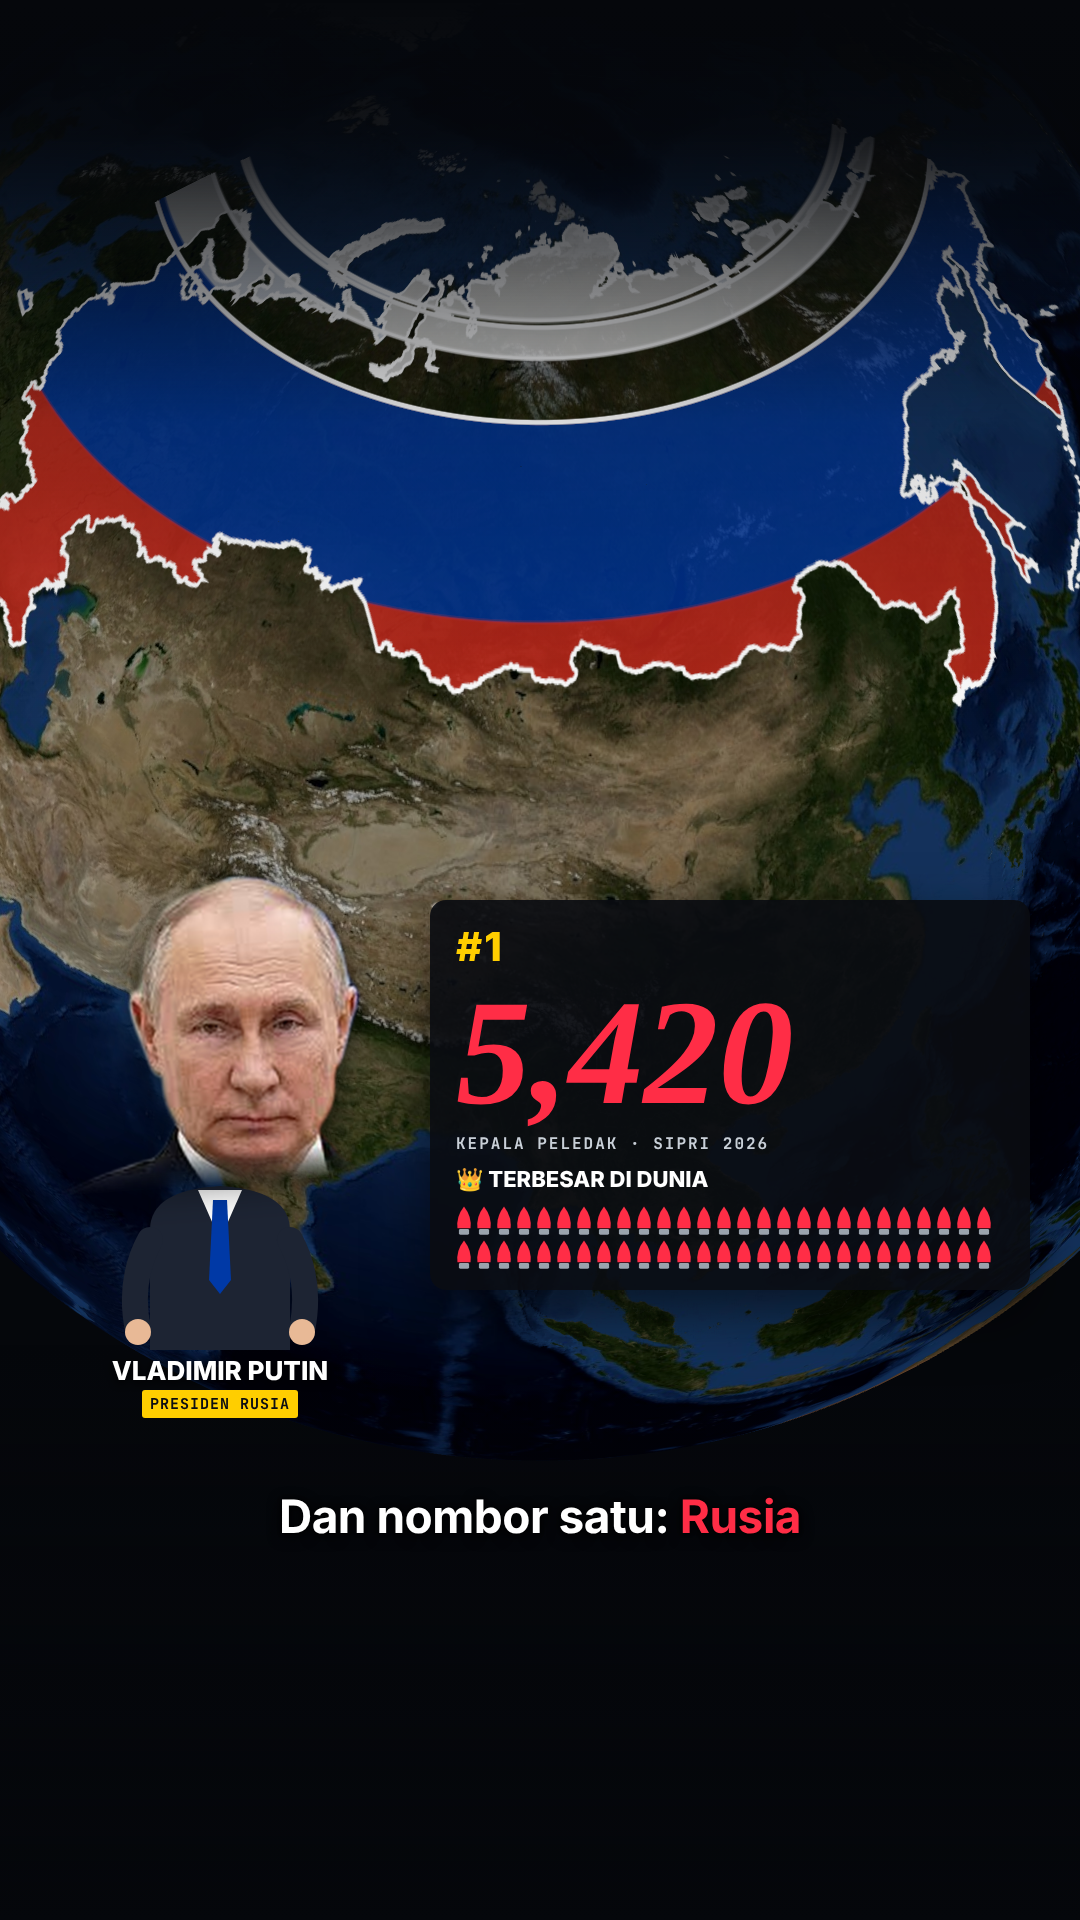 #1
5,420
KEPALA PELEDAK · SIPRI 2026
👑 TERBESAR DI DUNIA
VLADIMIR PUTIN
PRESIDEN RUSIA
Dan nombor satu: Rusia